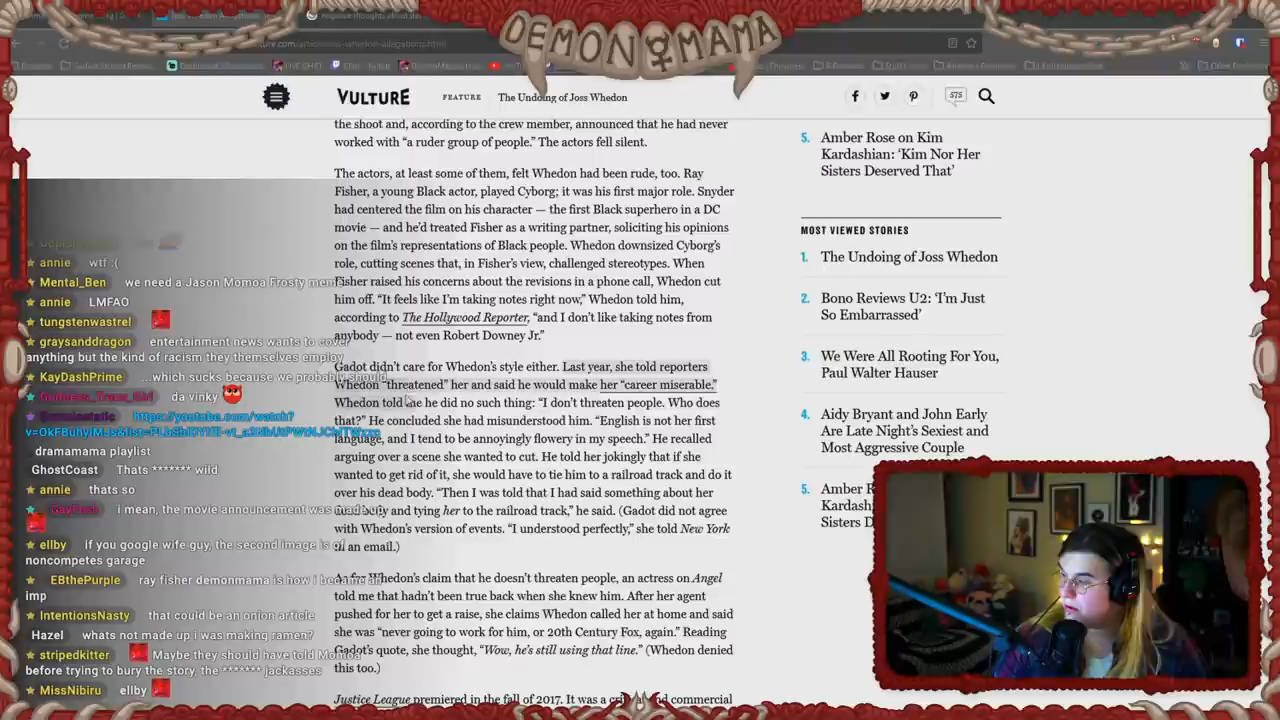 DEMON MAMA
VULTURE FEATURE The Undoing of Joss Whedon
575
the shoot and, according to the crew member, announced that he had never
worked with “a ruder group of people.” The actors fell silent.
The actors, at least some of them, felt Whedon had been rude, too. Ray
Fisher, a young Black actor, played Cyborg; it was his first major role. Snyder
had centered the film on his character — the first Black superhero in a DC
movie — and he’d treated Fisher as a writing partner, soliciting his opinions
on the film’s representations of Black people. Whedon downsized Cyborg’s
role, cutting scenes that, in Fisher’s view, challenged stereotypes. When
Fisher raised his concerns about the revisions in a phone call, Whedon cut
him off. “It feels like I’m taking notes right now,” Whedon told him,
according to The Hollywood Reporter, “and I don’t like taking notes from
anybody — not even Robert Downey Jr.”
Gadot didn’t care for Whedon’s style either. Last year, she told reporters
Whedon “threatened” her and said he would make her “career miserable.”
Whedon told me he did no such thing: “I don’t threaten people. Who does
that?” He concluded she had misunderstood him. “English is not her first
language, and I tend to be annoyingly flowery in my speech.” He recalled
arguing over a scene she wanted to cut. He told her jokingly that if she
wanted to get rid of it, she would have to tie him to a railroad track and do it
over his dead body. “Then I was told that I had said something about her
dead body and tying her to the railroad track,” he said. (Gadot did not agree
with Whedon’s version of events. “I understood perfectly,” she told New York
in an email.)
As for Whedon’s claim that he doesn’t threaten people, an actress on Angel
told me that hadn’t been true back when she knew him. After her agent
pushed for her to get a raise, she claims Whedon called her at home and said
she was “never going to work for him, or 20th Century Fox, again.” Reading
Gadot’s quote, she thought, “Wow, he’s still using that line.” (Whedon denied
this too.)
Justice League premiered in the fall of 2017. It was a critical and commercial
5. Amber Rose on Kim
Kardashian: ‘Kim Nor Her
Sisters Deserved That’
MOST VIEWED STORIES
1. The Undoing of Joss Whedon
2. Bono Reviews U2: ‘I’m Just
So Embarrassed’
3. We Were All Rooting For You,
Paul Walter Hauser
4. Aidy Bryant and John Early
Are Late Night’s Sexiest and
Most Aggressive Couple
5. Amber R
Kardash
Sisters D
annie wtf :(
Mental_Ben we need a Jason Momoa Frosty meme
annie LMFAO
tungstenwastrel
graysanddragon entertainment news wants to cover
anything but the kind of racism they themselves employ
KayDashPrime ...which sucks because we probably should
da vinky
https://youtube.com/watch?
dramamama playlist
GhostCoast Thats ******* wild
annie thats so
i mean, the movie announcement was made up
ellby if you google wife guy, the second image is of
noncompetes garage
EBthePurple ray fisher demonmama is how i became an
imp
IntentionsNasty that could be an onion article
Hazel whats not made up i was making ramen?
stripedkitter Maybe they should have told Momoa
before trying to bury the story, the ******* jackasses
MissNibiru ellby